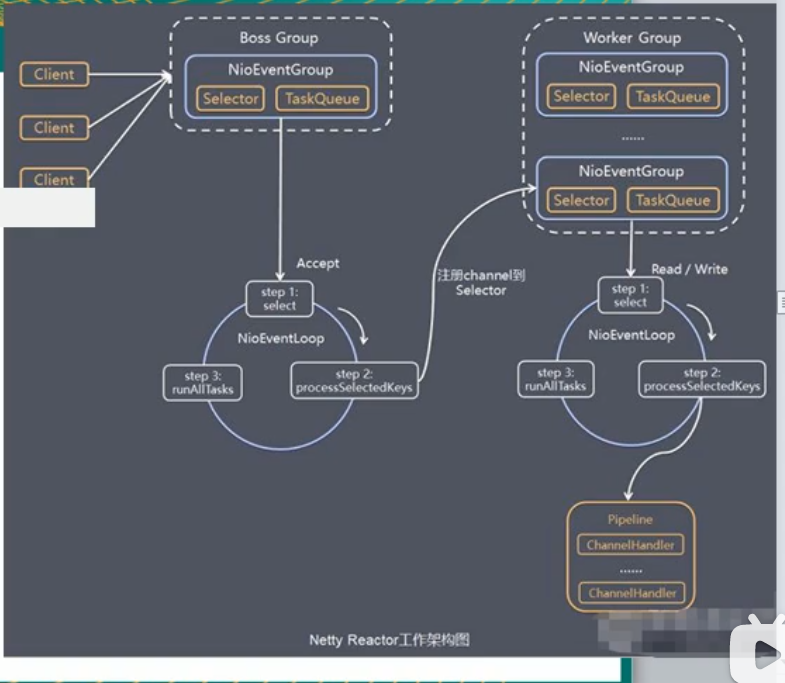 Boss Group
NioEventGroup
Selector
TaskQueue
Client
Client
Client
Worker Group
NioEventGroup
Selector
TaskQueue
......
NioEventGroup
Selector
TaskQueue
Accept
step 1:
select
NioEventLoop
step 2:
processSelectedKeys
step 3:
runAllTasks
注册channel到
Selector
Read / Write
step 1:
select
NioEventLoop
step 2:
processSelectedKeys
step 3:
runAllTasks
Pipeline
ChannelHandler
......
ChannelHandler
Netty Reactor工作架构图